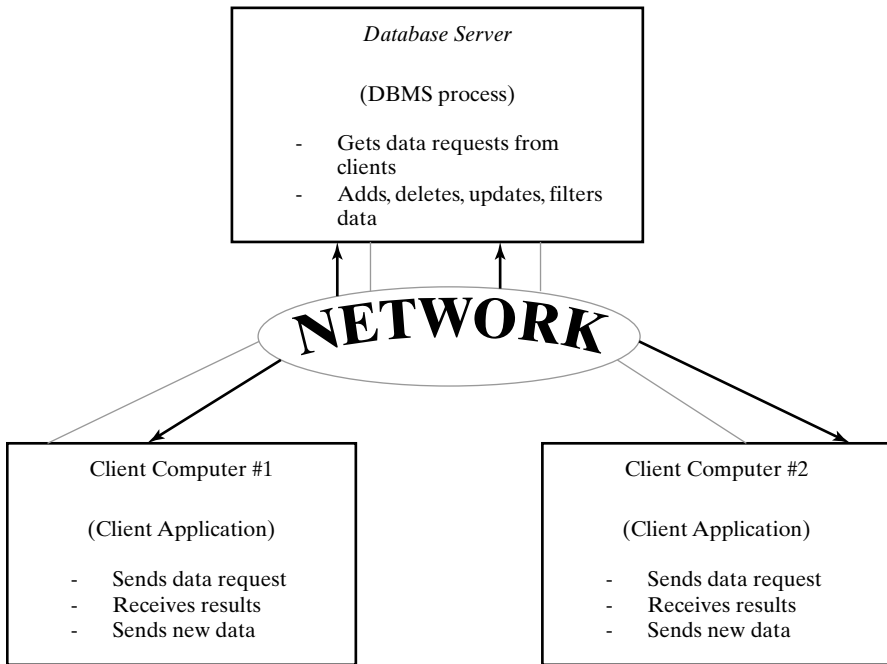 Database Server
(DBMS process)
- Gets data requests from
clients
- Adds, deletes, updates, filters
data
NETWORK
Client Computer #1
(Client Application)
- Sends data request
- Receives results
- Sends new data
Client Computer #2
(Client Application)
- Sends data request
- Receives results
- Sends new data